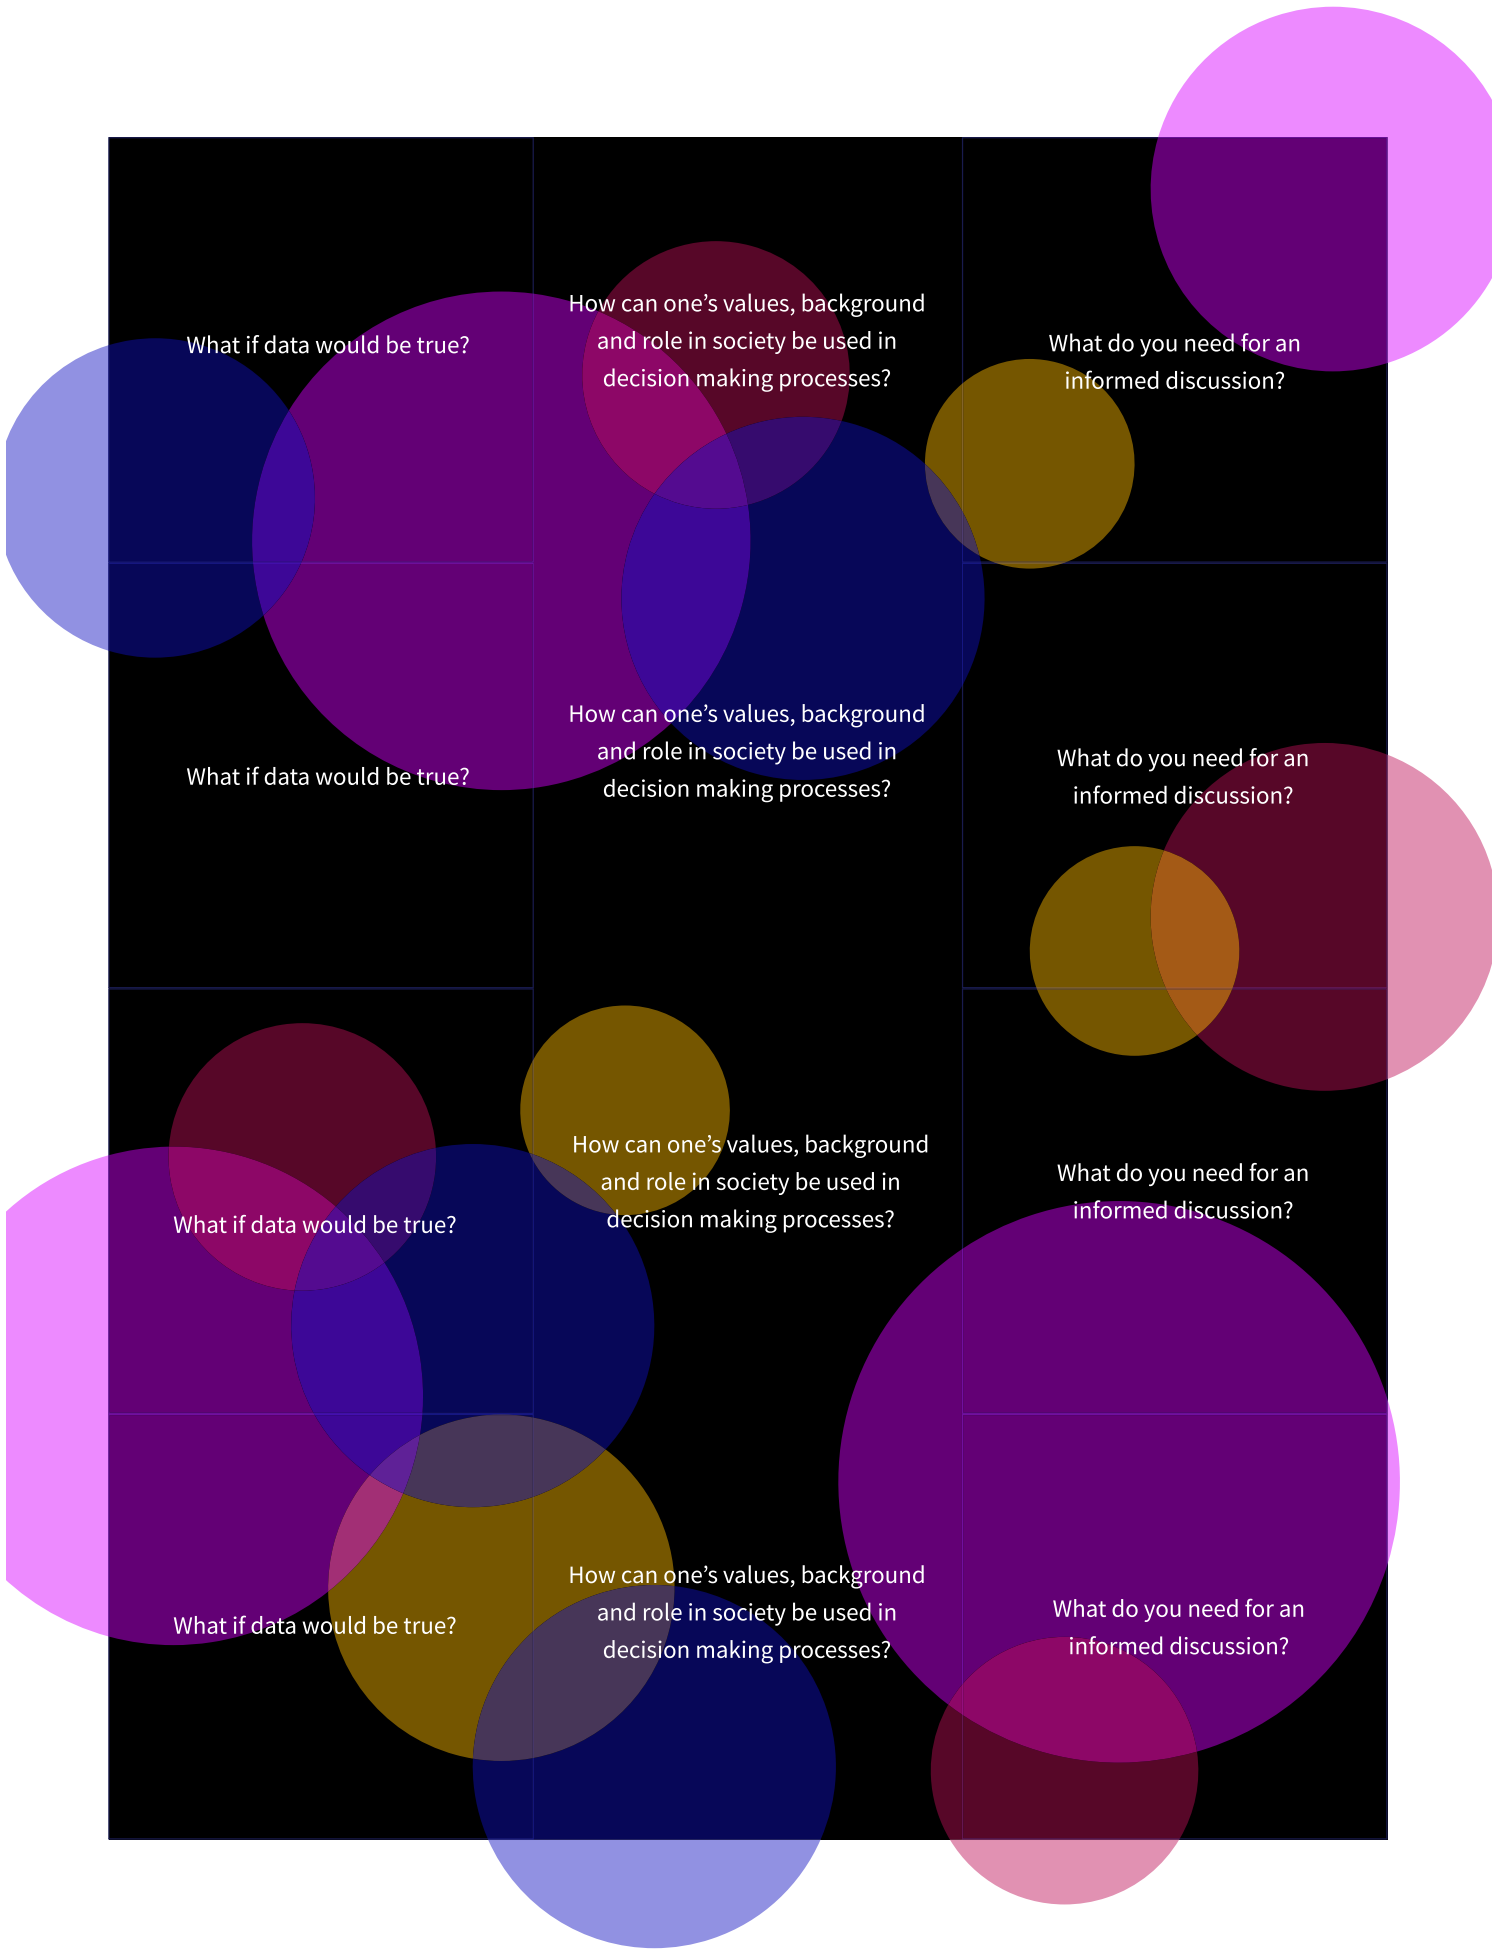 What if data would be true?
How can one’s values, background
and role in society be used in
decision making processes?
What do you need for an
informed discussion?
What if data would be true?
How can one’s values, background
and role in society be used in
decision making processes?
What do you need for an
informed discussion?
What if data would be true?
How can one’s values, background
and role in society be used in
decision making processes?
What do you need for an
informed discussion?
What if data would be true?
How can one’s values, background
and role in society be used in
decision making processes?
What do you need for an
informed discussion?